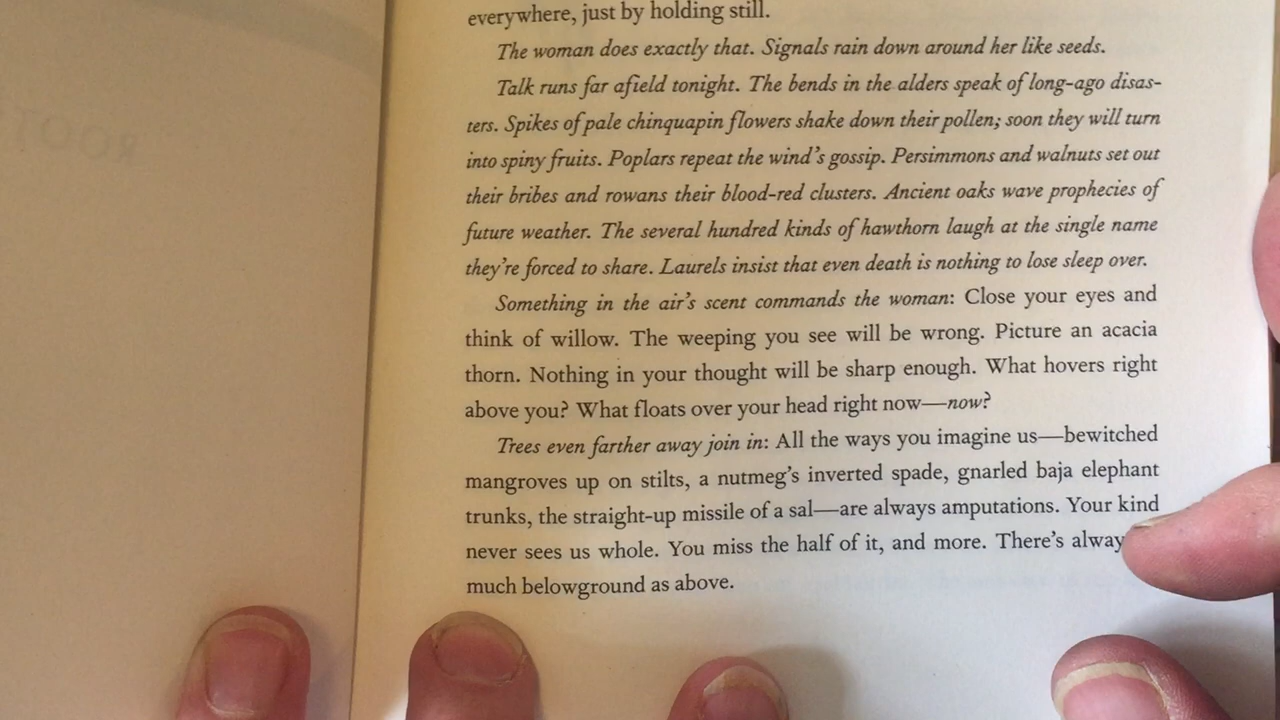 everywhere, just by holding still.
The woman does exactly that. Signals rain down around her like seeds.
Talk runs far afield tonight. The bends in the alders speak of long-ago disas-
ters. Spikes of pale chinquapin flowers shake down their pollen; soon they will turn
into spiny fruits. Poplars repeat the wind's gossip. Persimmons and walnuts set out
their bribes and rowans their blood-red clusters. Ancient oaks wave prophecies of
future weather. The several hundred kinds of hawthorn laugh at the single name
they're forced to share. Laurels insist that even death is nothing to lose sleep over.
Something in the air's scent commands the woman: Close your eyes and
think of willow. The weeping you see will be wrong. Picture an acacia
thorn. Nothing in your thought will be sharp enough. What hovers right
above you? What floats over your head right now—now?
Trees even farther away join in: All the ways you imagine us—bewitched
mangroves up on stilts, a nutmeg's inverted spade, gnarled baja elephant
trunks, the straight-up missile of a sal—are always amputations. Your kind
never sees us whole. You miss the half of it, and more. There's
much belowground as above.